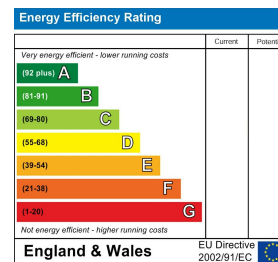 Energy Efficiency Rating
Current Potenti
Very energy efficient - lower running costs
(92 plus) A
(81-91) B
(69-80) C
(55-68) D
(39-54) E
(21-38) F
(1-20) G
Not energy efficient - higher running costs
England & Wales
EU Directive
2002/91/EC